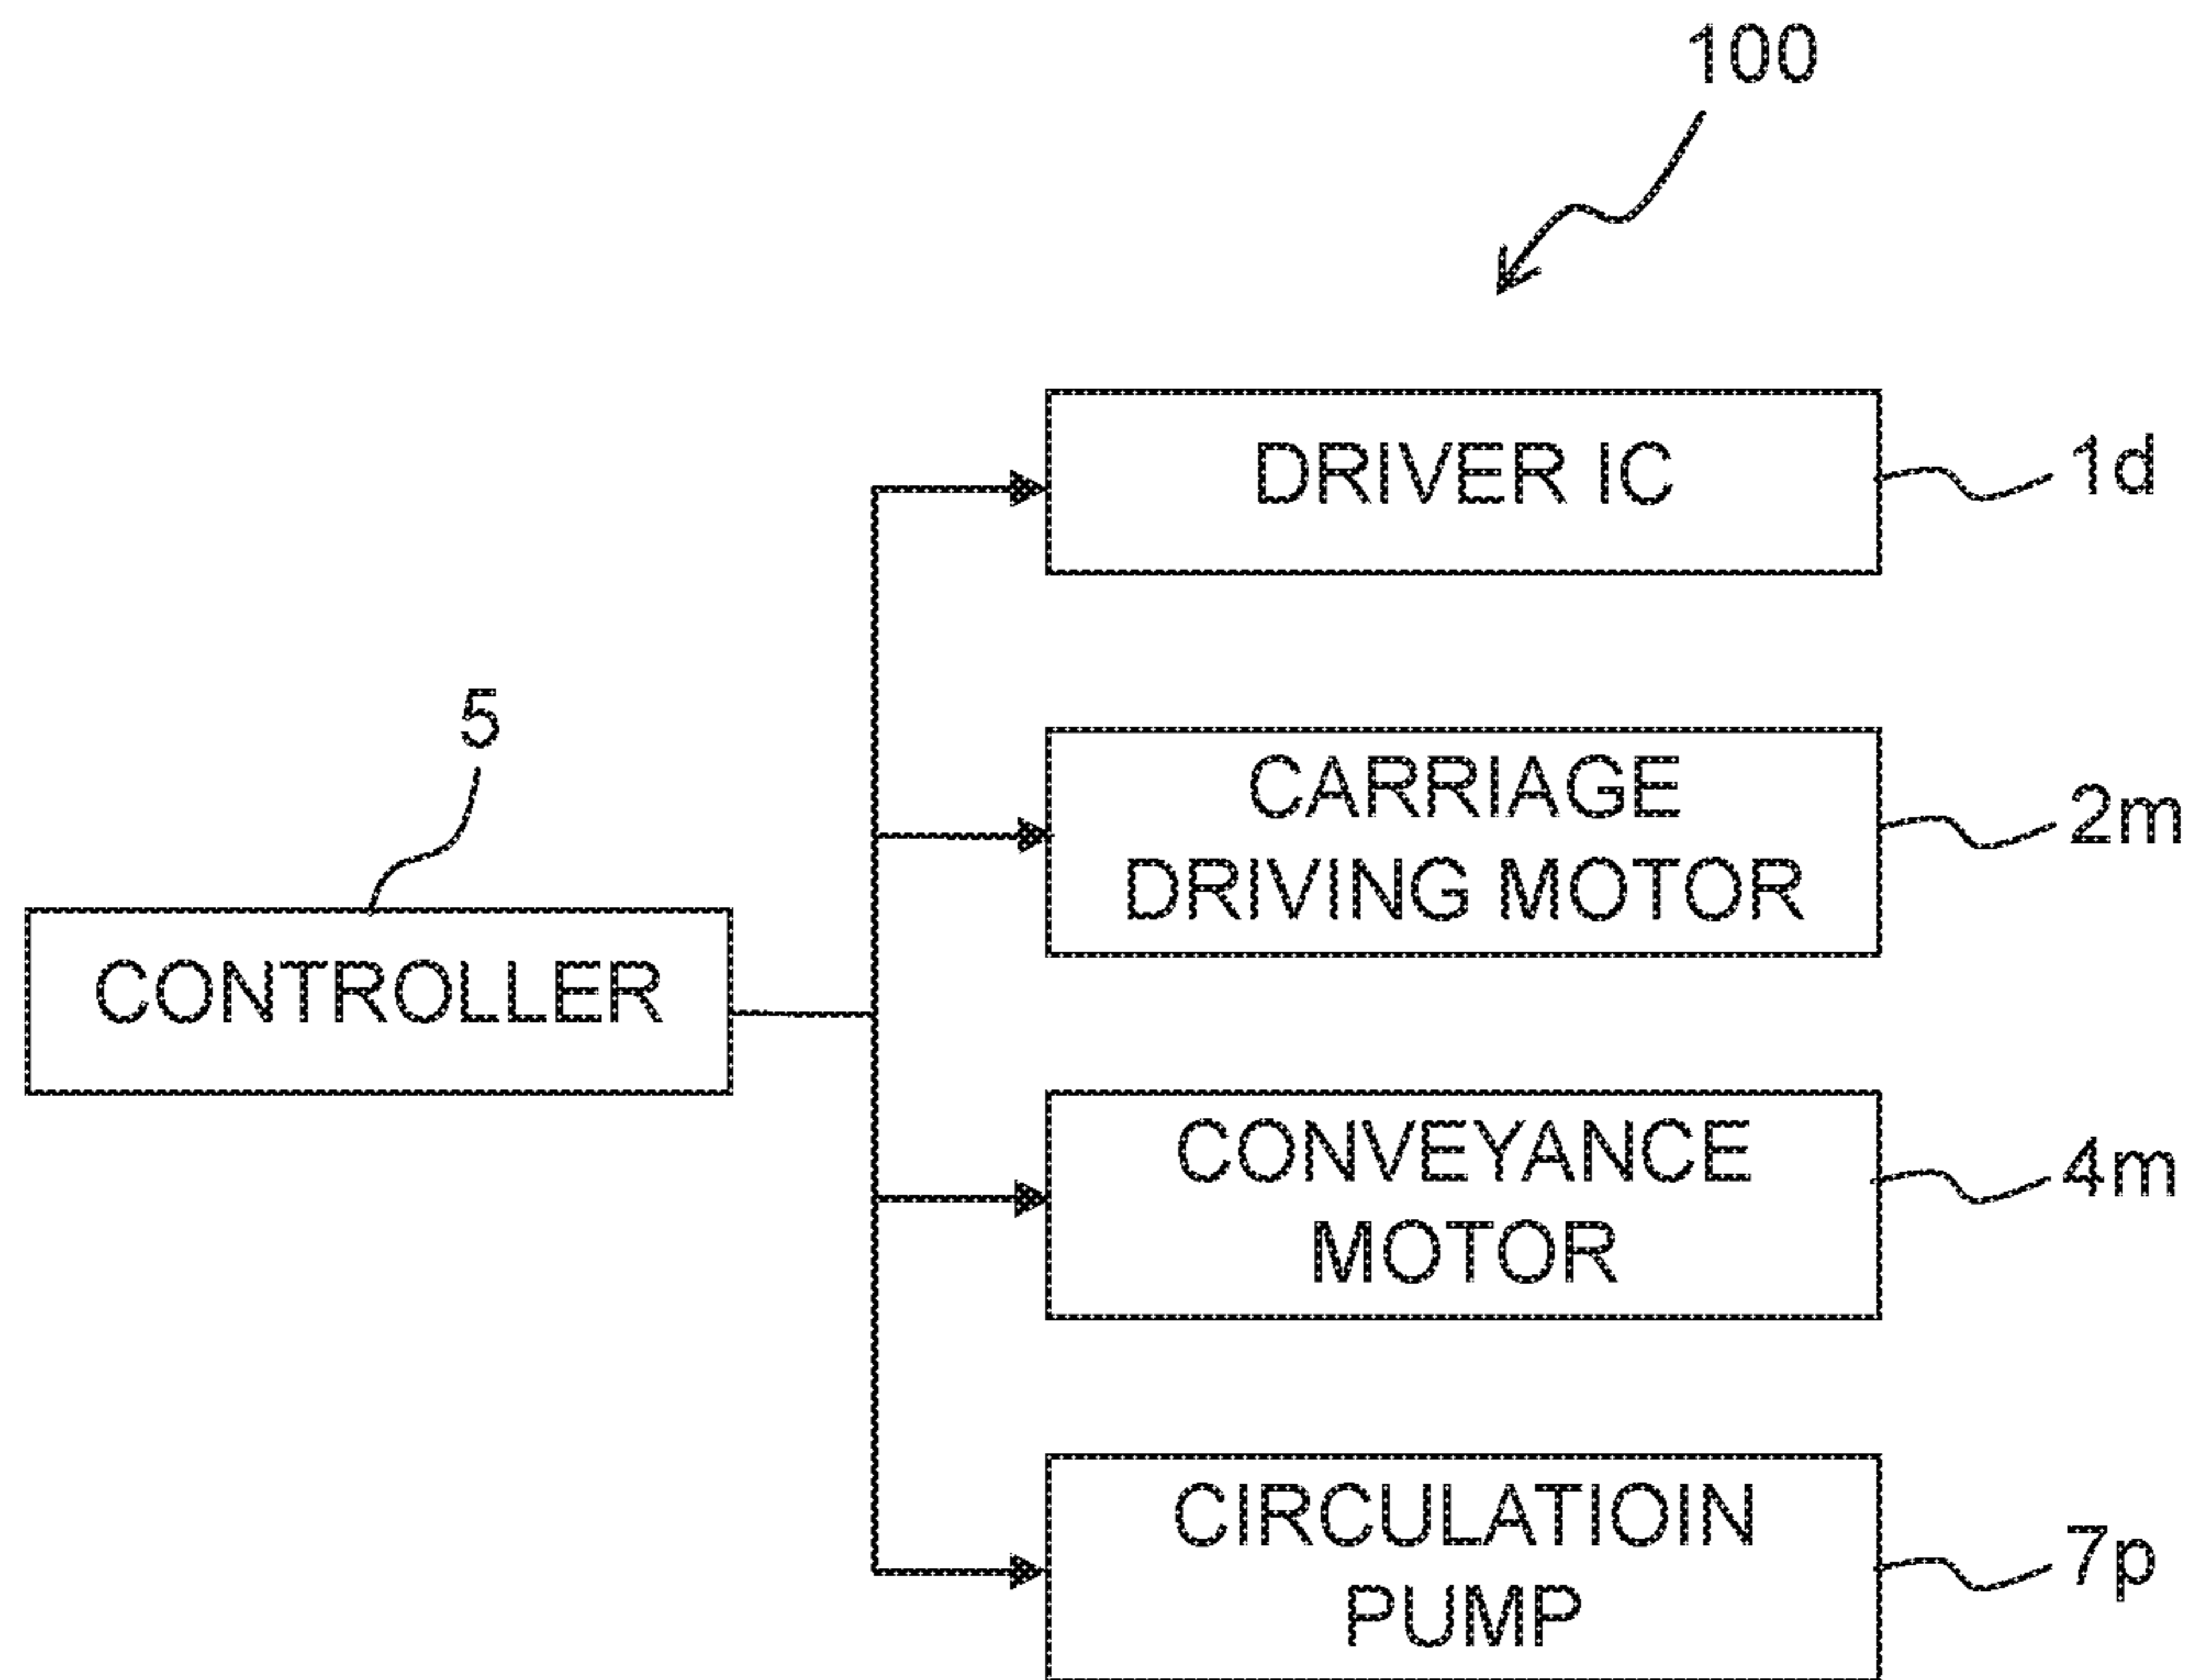 100
DRIVER IC
1d
5
CARRIAGE
DRIVING MOTOR
2m
CONTROLLER
CONVEYANCE
MOTOR
4m
CIRCULATIOIN
PUMP
7p